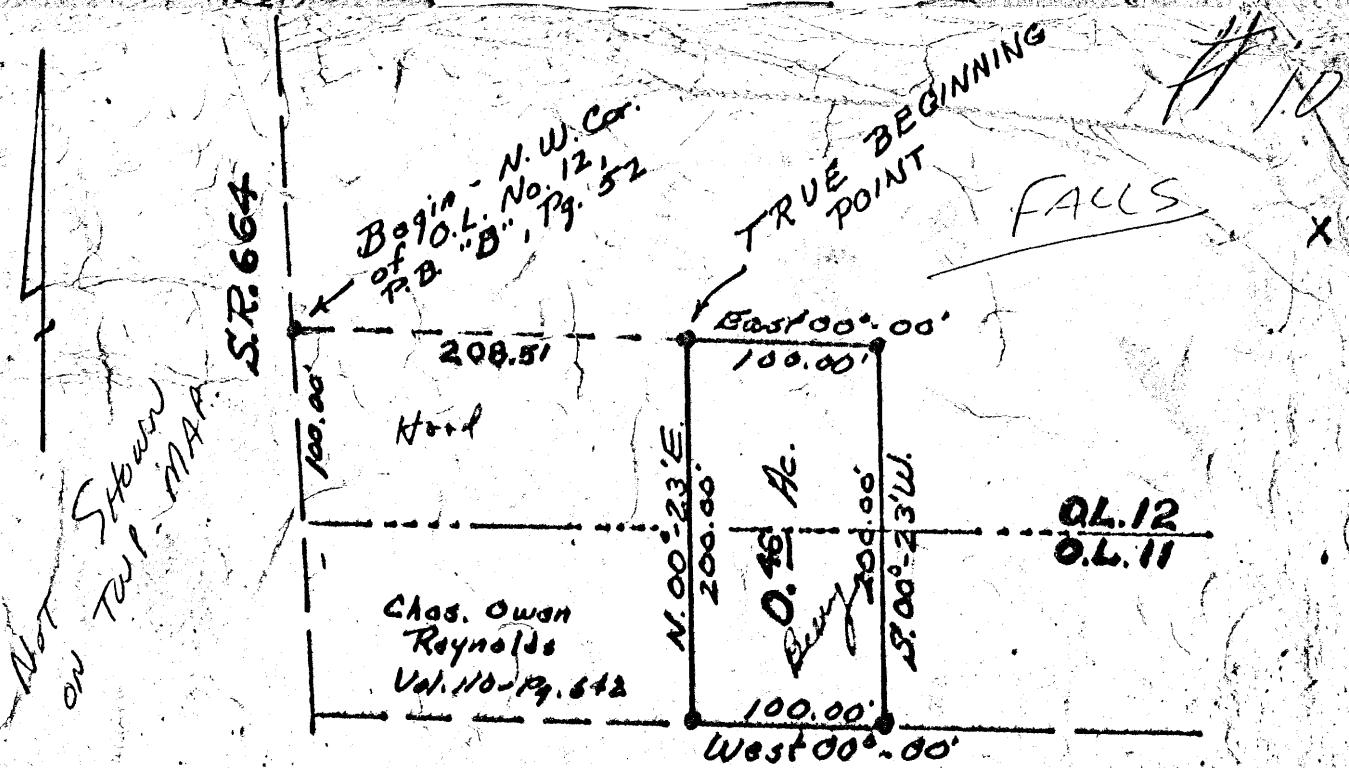 # 10
FALLS
X
TRUE BEGINNING
POINT
Begin - N.W. Cor.
of O.L. No. 12,
P.B. "B", Pg. 52
S.R. 664
208.51'
East 00°-00'
100.00'
100.00'
Hood
NOT SHOWN
ON TWP. MAP.
N. 00°-23'E.
200.00'
0.46 Ac.
200.00'
S. 00°-23'W.
O.L. 12
O.L. 11
Chas. Owen
Reynolds
Vol. 110-Pg. 642
100.00'
West 00°-00'